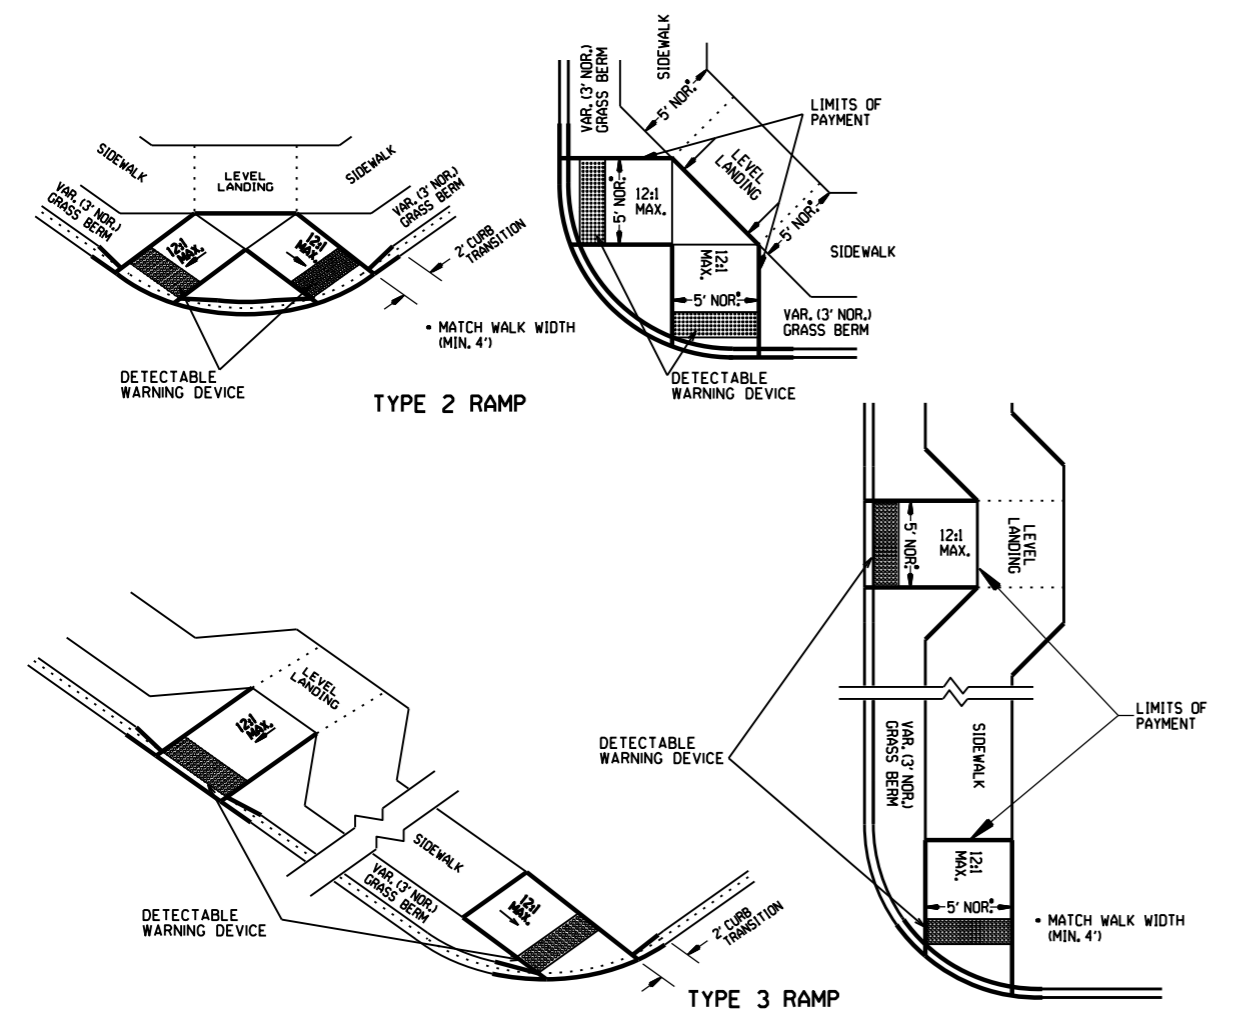 SIDEWALK
LEVEL
LANDING
SIDEWALK
VAR. (3' NOR.)
GRASS BERM
VAR. (3' NOR.)
GRASS BERM
12:1
MAX.
12:1
MAX.
2' CURB
TRANSITION
• MATCH WALK WIDTH
(MIN. 4')
DETECTABLE
WARNING DEVICE
VAR. (3' NOR.)
GRASS BERM
SIDEWALK
5' NOR.•
LIMITS OF
PAYMENT
LEVEL
LANDING
5' NOR.•
12:1
MAX.
5' NOR.•
SIDEWALK
12:1
MAX.
5' NOR.•
VAR. (3' NOR.)
GRASS BERM
DETECTABLE
WARNING DEVICE
TYPE 2 RAMP
LEVEL
LANDING
12:1
MAX.
SIDEWALK
VAR. (3' NOR.)
GRASS BERM
12:1
MAX.
DETECTABLE
WARNING DEVICE
2' CURB
TRANSITION
5' NOR.•
12:1
MAX.
LEVEL
LANDING
LIMITS OF
PAYMENT
DETECTABLE
WARNING DEVICE
VAR. (3' NOR.)
GRASS BERM
SIDEWALK
12:1
MAX.
5' NOR.•
• MATCH WALK WIDTH
(MIN. 4')
TYPE 3 RAMP